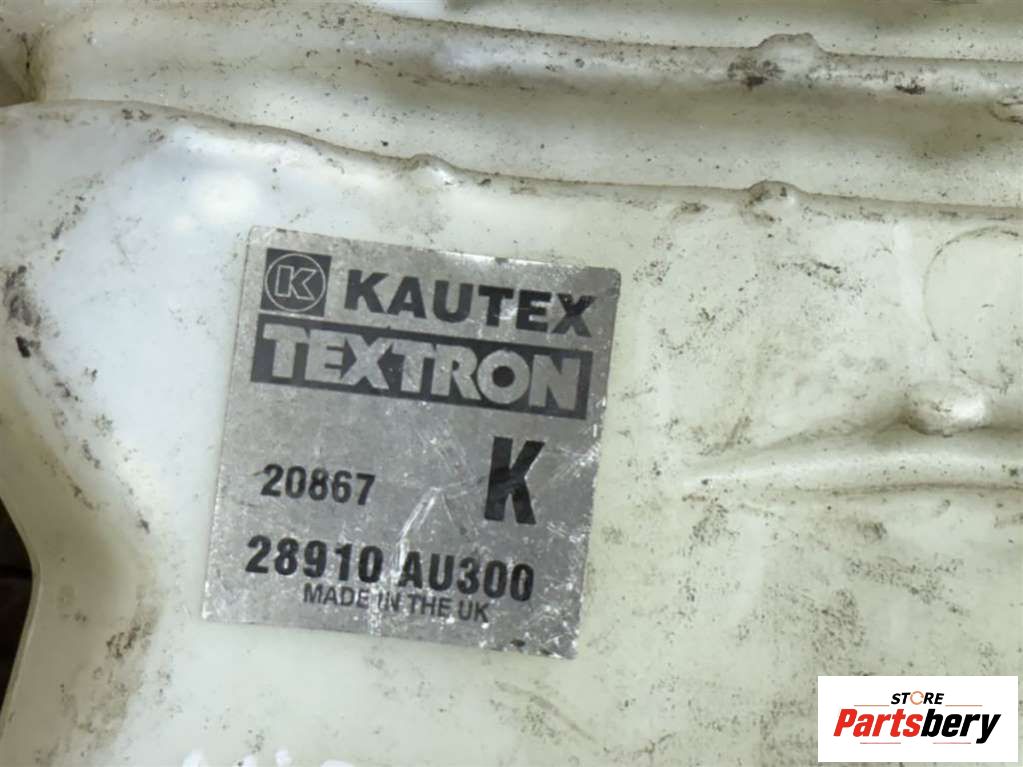 K KAUTEX
TEXTRON
20867 K
28910 AU300
MADE IN THE UK
STORE
Partsbery